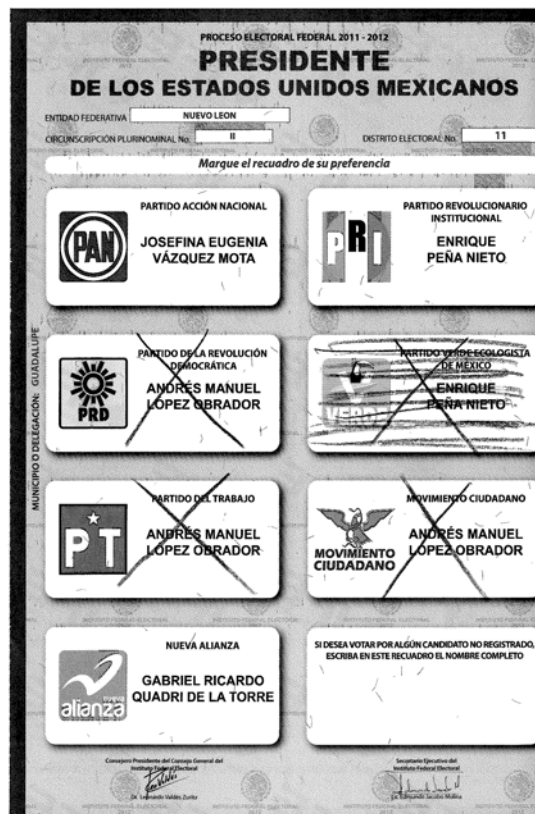 PROCESO ELECTORAL FEDERAL 2011 - 2012
PRESIDENTE
DE LOS ESTADOS UNIDOS MEXICANOS
ENTIDAD FEDERATIVA NUEVO LEON
CIRCUNSCRIPCIÓN PLURINOMINAL No. II
DISTRITO ELECTORAL No. 11
Marque el recuadro de su preferencia
MUNICIPIO O DELEGACIÓN: GUADALUPE
PAN
PARTIDO ACCIÓN NACIONAL
JOSEFINA EUGENIA
VÁZQUEZ MOTA
PRI
PARTIDO REVOLUCIONARIO
INSTITUCIONAL
ENRIQUE
PEÑA NIETO
PRD
PARTIDO DE LA REVOLUCIÓN
DEMOCRÁTICA
ANDRÉS MANUEL
LÓPEZ OBRADOR
VERDE
PARTIDO VERDE ECOLOGISTA
DE MÉXICO
ENRIQUE
PEÑA NIETO
PT
PARTIDO DEL TRABAJO
ANDRÉS MANUEL
LÓPEZ OBRADOR
MOVIMIENTO
CIUDADANO
MOVIMIENTO CIUDADANO
ANDRÉS MANUEL
LÓPEZ OBRADOR
nueva
alianza
NUEVA ALIANZA
GABRIEL RICARDO
QUADRI DE LA TORRE
SI DESEA VOTAR POR ALGÚN CANDIDATO NO REGISTRADO,
ESCRIBA EN ESTE RECUADRO EL NOMBRE COMPLETO
Consejero Presidente del Consejo General del
Instituto Federal Electoral
Dr. Leonardo Valdés Zurita
Secretario Ejecutivo del
Instituto Federal Electoral
Lic. Edmundo Jacobo Molina